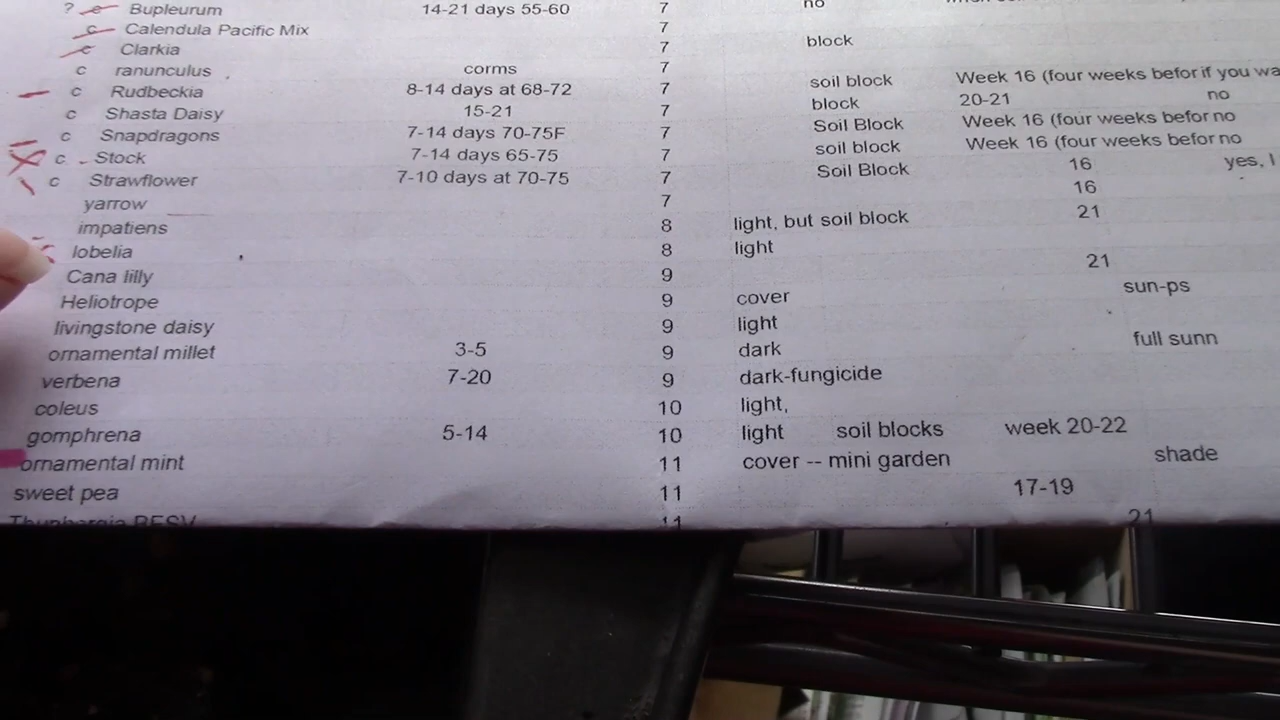 ? c Bupleurum 14-21 days 55-60 7 no
c Calendula Pacific Mix 7
c Clarkia 7 block
c ranunculus corms 7
c Rudbeckia 8-14 days at 68-72 7 soil block Week 16 (four weeks befor if you wa
c Shasta Daisy 15-21 7 block 20-21 no
c Snapdragons 7-14 days 70-75F 7 Soil Block Week 16 (four weeks befor no
c Stock 7-14 days 65-75 7 soil block Week 16 (four weeks befor no
c Strawflower 7-10 days at 70-75 7 Soil Block 16 yes, I
yarrow 7 16
impatiens 8 light, but soil block 21
lobelia 8 light
Cana lilly 9 21
Heliotrope 9 cover sun-ps
livingstone daisy 9 light
ornamental millet 3-5 9 dark full sunn
verbena 7-20 9 dark-fungicide
coleus 10 light,
gomphrena 5-14 10 light soil blocks week 20-22
ornamental mint 11 cover -- mini garden shade
sweet pea 11 17-19
11 21